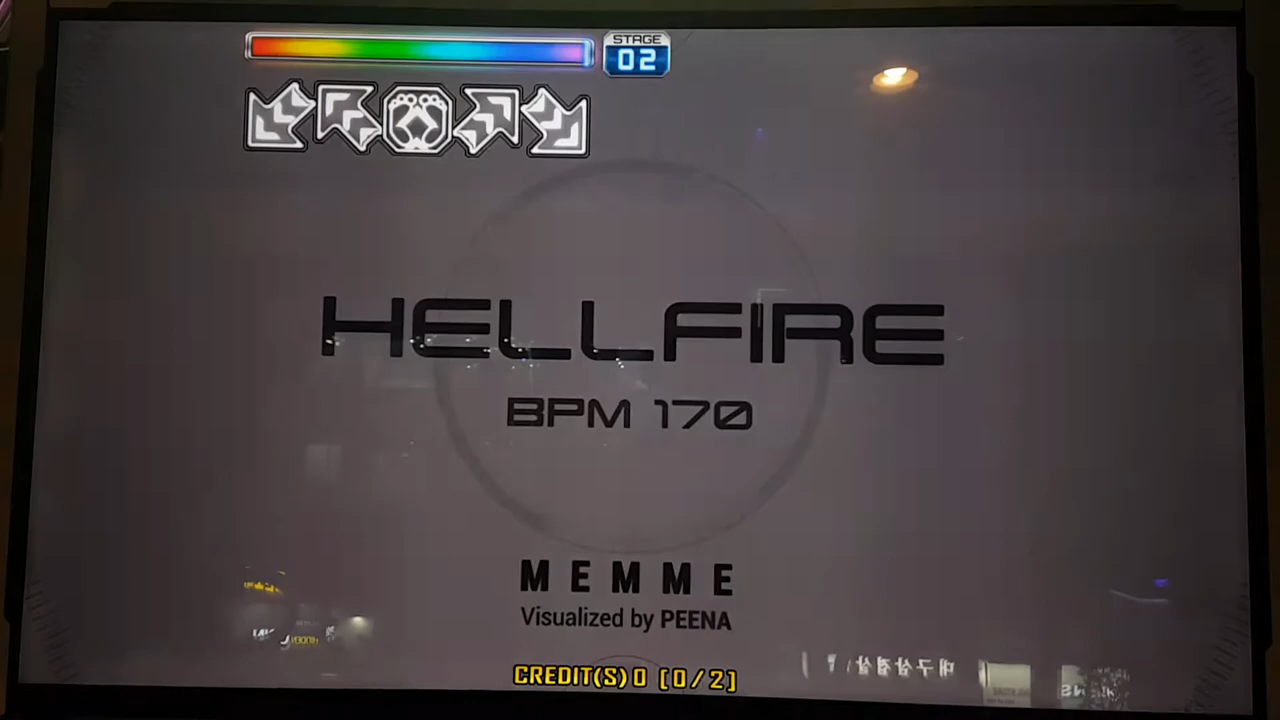 STAGE
02
HELLFIRE
BPM 170
MEMME
Visualized by PEENA
CREDIT(S) 0 [0/2]